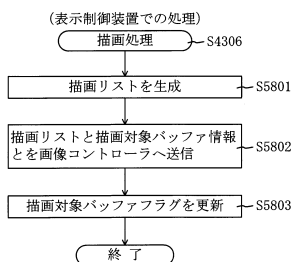 (表示制御装置での処理)
描画処理
S4306
描画リストを生成
S5801
描画リストと描画対象バッファ情報
とを画像コントローラへ送信
S5802
描画対象バッファフラグを更新
S5803
終了